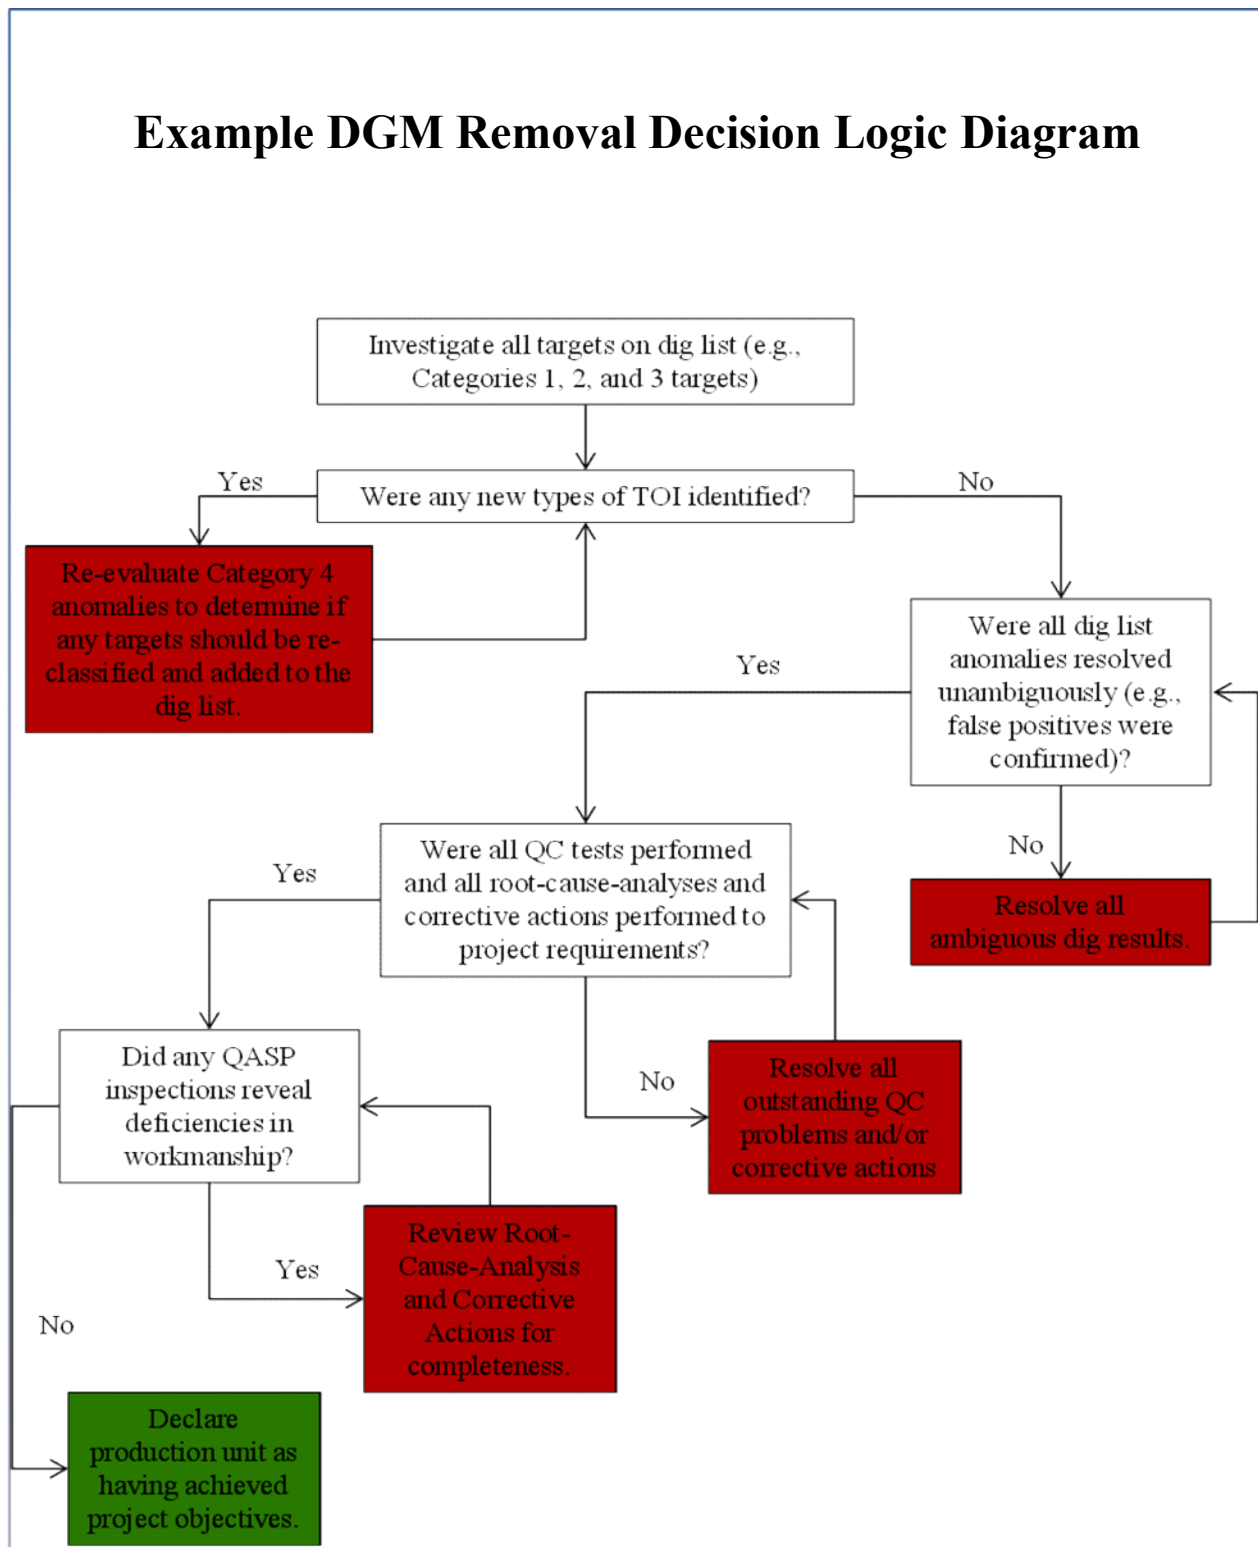 Example DGM Removal Decision Logic Diagram
Investigate all targets on dig list (e.g.,
Categories 1, 2, and 3 targets)
Yes
Were any new types of TOI identified?
No
Re-evaluate Category 4
anomalies to determine if
any targets should be re-
classified and added to the
dig list.
Were all dig list
anomalies resolved
unambiguously (e.g.,
false positives were
confirmed)?
Yes
No
Resolve all
ambiguous dig results.
Were all QC tests performed
and all root-cause-analyses and
corrective actions performed to
project requirements?
Yes
No
Resolve all
outstanding QC
problems and/or
corrective actions
Did any QASP
inspections reveal
deficiencies in
workmanship?
Yes
Review Root-
Cause-Analysis
and Corrective
Actions for
completeness.
No
Declare
production unit as
having achieved
project objectives.